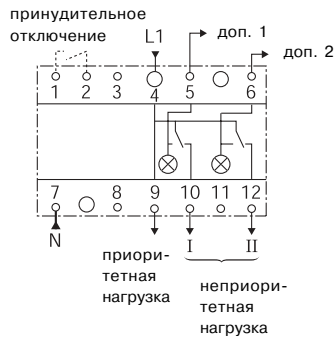 принудительное
отключение
L1
доп. 1
доп. 2
1 2 3 4 5 6
7 8 9 10 11 12
N
I II
приори-
тетная
нагрузка
неприори-
тетная
нагрузка